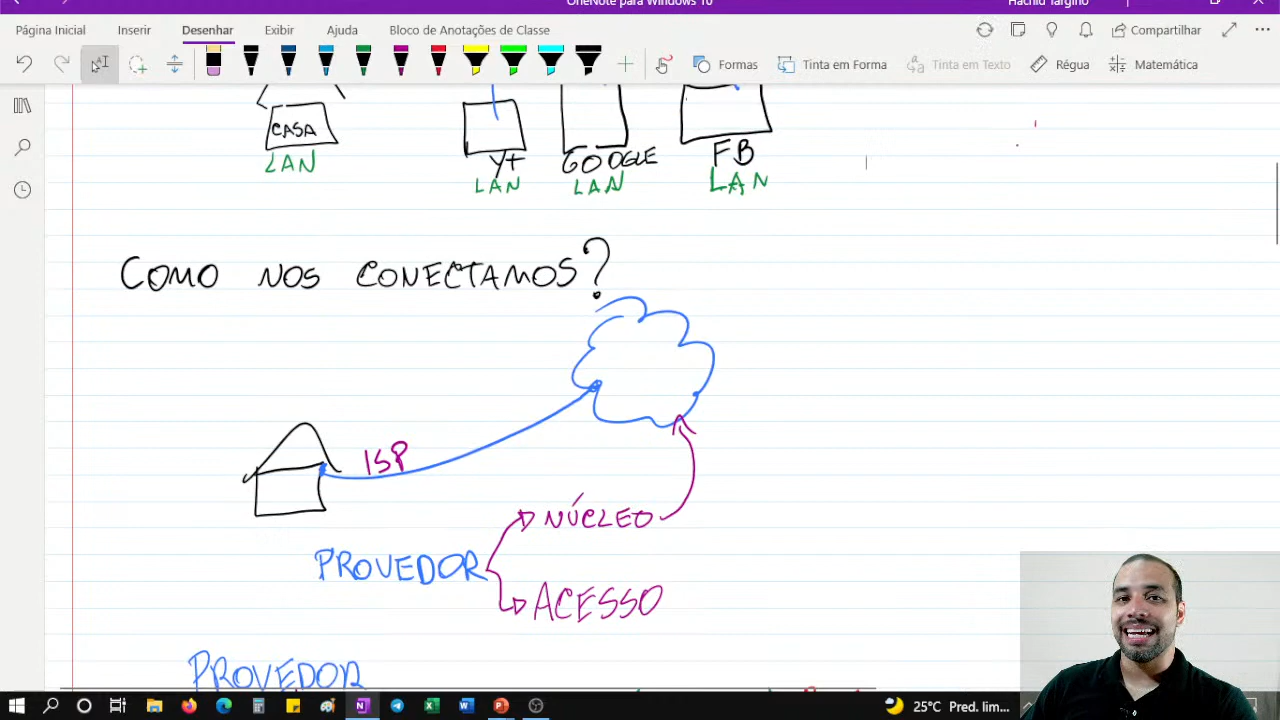 OneNote para Windows 10
Hachid Targino
Página Inicial Inserir Desenhar Exibir Ajuda Bloco de Anotações de Classe Compartilhar
Formas Tinta em Forma Tinta em Texto Régua Matemática
CASA
LAN
YT
LAN
GOOGLE
LAN
FB
LAN
COMO NOS CONECTAMOS?
ISP
NÚCLEO
PROVEDOR
ACESSO
PROVEDOR
25°C Pred. lim...